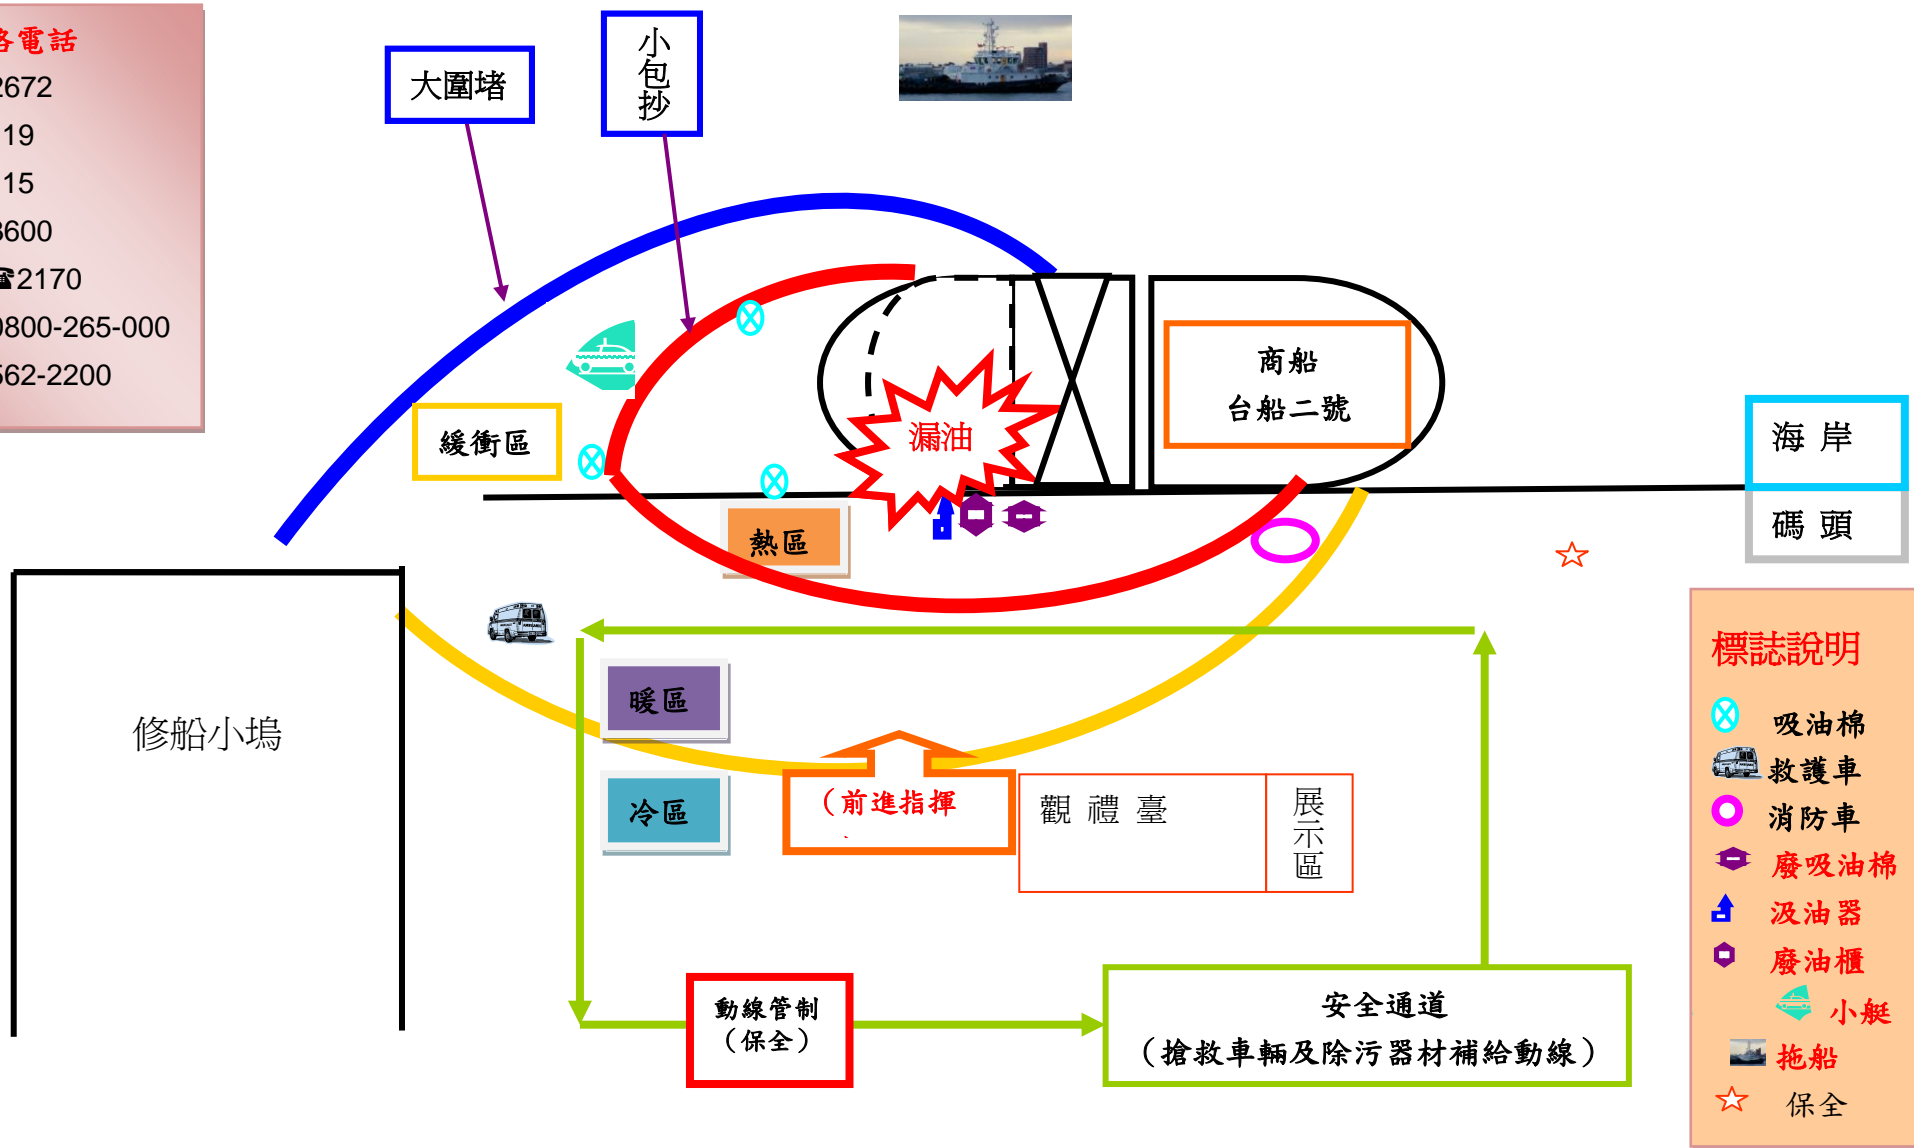 絡電話
2672
19
15
3600
☎2170
0800-265-000
562-2200
大圍堵
小包抄
商船
台船二號
漏油
緩衝區
熱區
海 岸
碼 頭
修船小塢
暖區
冷區
（前進指揮
觀 禮 臺
展示區
動線管制
（保全）
安全通道
（搶救車輛及除污器材補給動線）
標誌說明
吸油棉
救護車
消防車
廢吸油棉
汲油器
廢油櫃
小艇
拖船
保全